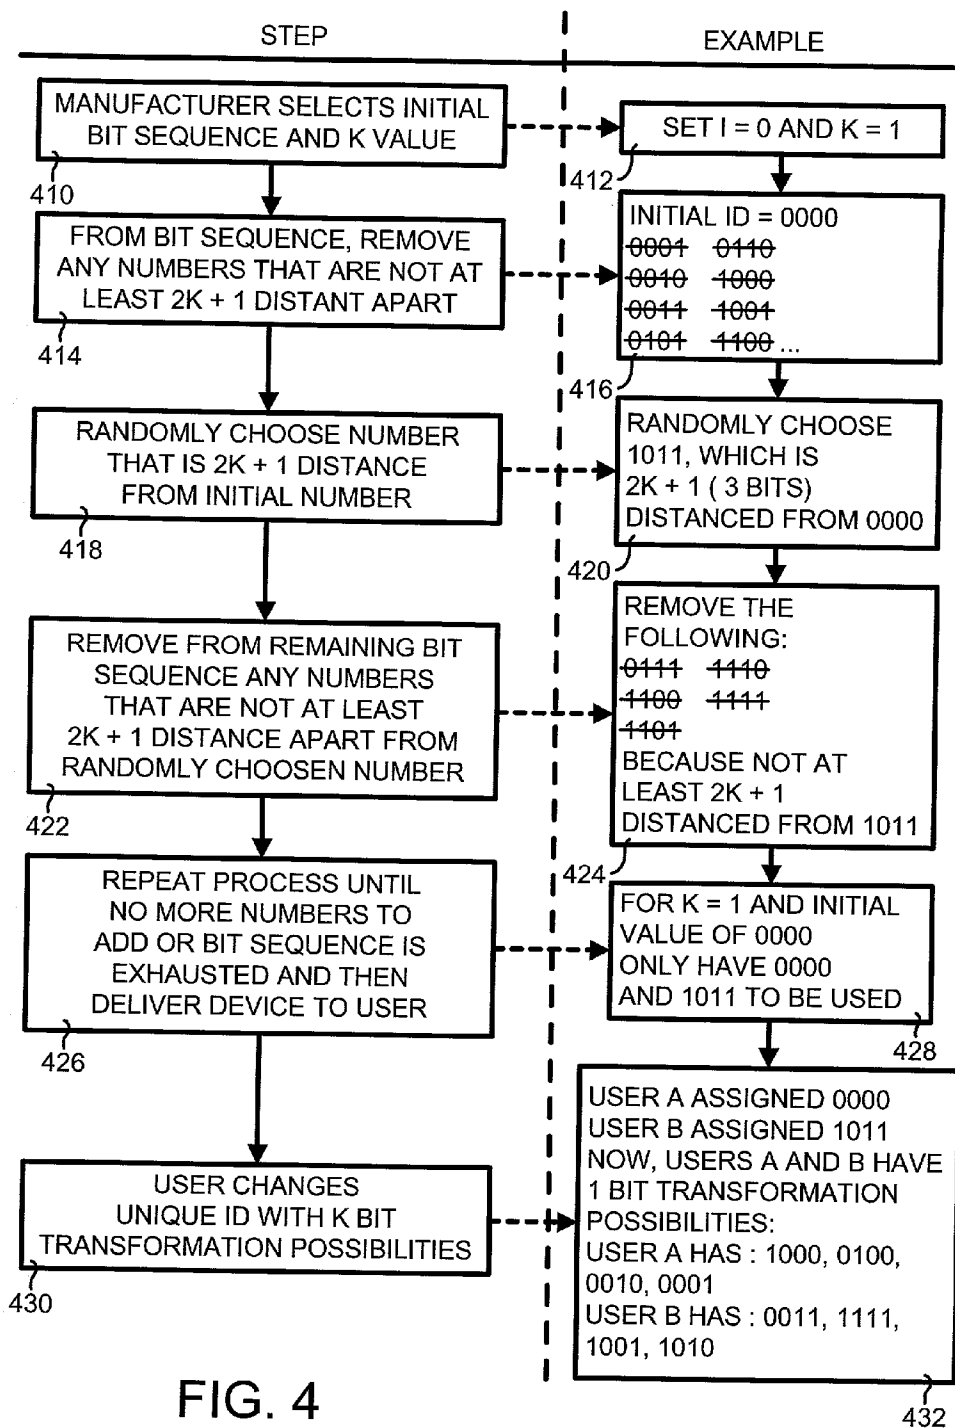 STEP
EXAMPLE
MANUFACTURER SELECTS INITIAL
BIT SEQUENCE AND K VALUE
410
SET I = 0 AND K = 1
412
FROM BIT SEQUENCE, REMOVE
ANY NUMBERS THAT ARE NOT AT
LEAST 2K + 1 DISTANT APART
414
INITIAL ID = 0000
0001 0110
0010 1000
0011 1001
0101 1100 ...
416
RANDOMLY CHOOSE NUMBER
THAT IS 2K + 1 DISTANCE
FROM INITIAL NUMBER
418
RANDOMLY CHOOSE
1011, WHICH IS
2K + 1 ( 3 BITS)
DISTANCED FROM 0000
420
REMOVE FROM REMAINING BIT
SEQUENCE ANY NUMBERS
THAT ARE NOT AT LEAST
2K + 1 DISTANCE APART FROM
RANDOMLY CHOOSEN NUMBER
422
REMOVE THE
FOLLOWING:
0111 1110
1100 1111
1101
BECAUSE NOT AT
LEAST 2K + 1
DISTANCED FROM 1011
424
REPEAT PROCESS UNTIL
NO MORE NUMBERS TO
ADD OR BIT SEQUENCE IS
EXHAUSTED AND THEN
DELIVER DEVICE TO USER
426
FOR K = 1 AND INITIAL
VALUE OF 0000
ONLY HAVE 0000
AND 1011 TO BE USED
428
USER CHANGES
UNIQUE ID WITH K BIT
TRANSFORMATION POSSIBILITIES
430
USER A ASSIGNED 0000
USER B ASSIGNED 1011
NOW, USERS A AND B HAVE
1 BIT TRANSFORMATION
POSSIBILITIES:
USER A HAS : 1000, 0100,
0010, 0001
USER B HAS : 0011, 1111,
1001, 1010
432
FIG. 4